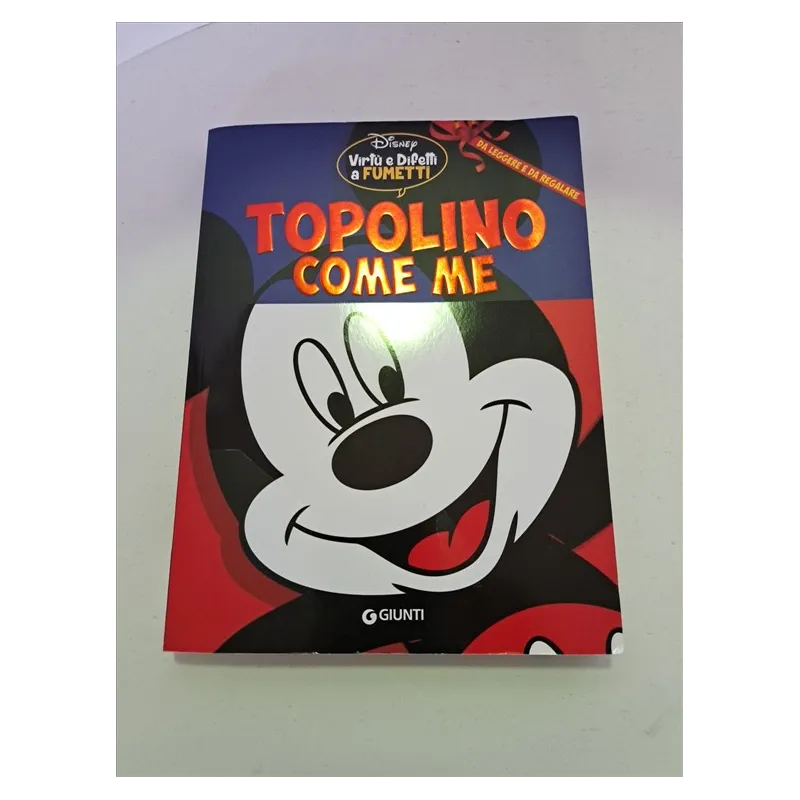 Disney
Virtù e Difetti
a FUMETTI
DA LEGGERE E DA REGALARE
TOPOLINO
COME ME
GIUNTI